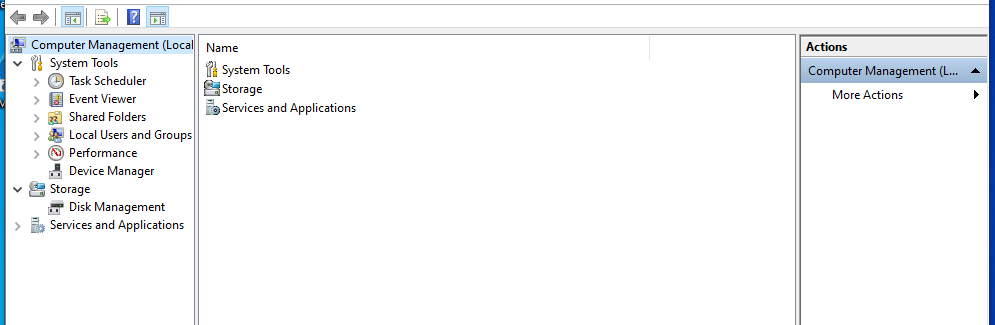 Computer Management (Local
System Tools
Task Scheduler
Event Viewer
Shared Folders
Local Users and Groups
Performance
Device Manager
Storage
Disk Management
Services and Applications
Name
System Tools
Storage
Services and Applications
Actions
Computer Management (L...
More Actions